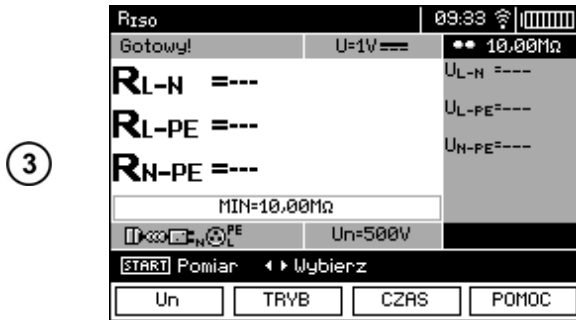 RISO 09:33
Gotowy! U=1V 10,00MΩ
RL-N =---
UL-N =---
RL-PE =---
UL-PE=---
RN-PE =---
UN-PE=---
3
MIN=10,00MΩ
N L PE Un=500V
START Pomiar Wybierz
Un TRYB CZAS POMOC